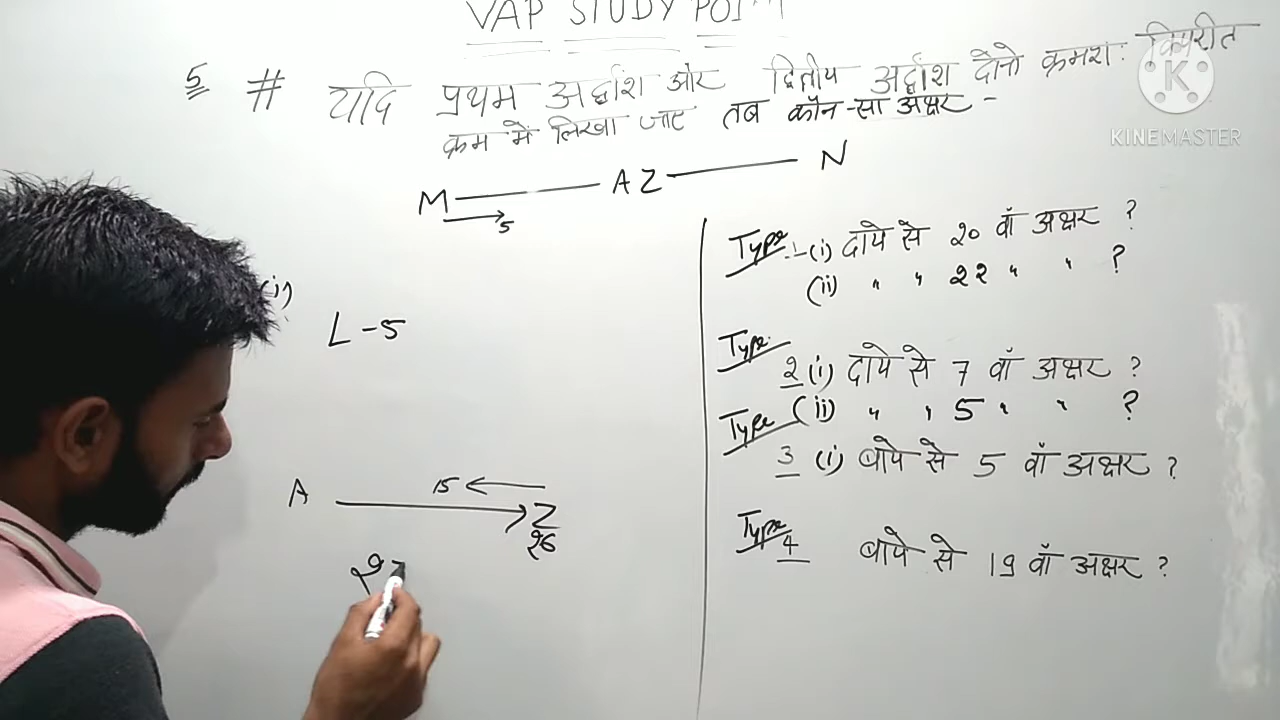 VAP STUDY POINT
5 # यदि प्रथम अर्द्धांश और द्वितीय अर्द्धांश दोनो क्रमशः विपरीत
क्रम में लिखा जाए तब कौन-सा अक्षर -
M ——— A Z ——— N
5
(i)
L - 5
A 15 Z
26
27
Type 1 (i) दाये से 20 वाँ अक्षर ?
(ii) " " 22 " " ?
Type 2 (i) दाये से 7 वाँ अक्षर ?
(ii) " " 5 " " ?
Type 3 (i) बाये से 5 वाँ अक्षर ?
Type 4 बाये से 19 वाँ अक्षर ?
K
KINEMASTER